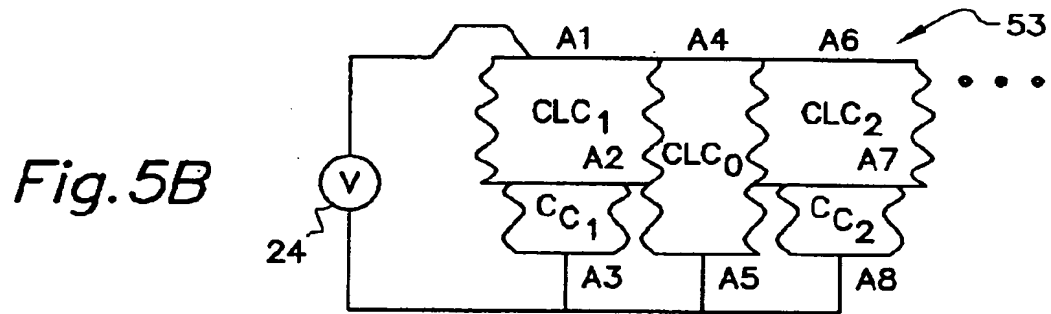 53
A1 A4 A6
CLC1 CLC0 CLC2
A2 A7
Fig. 5B
V
CC1 CC2
24
A3 A5 A8